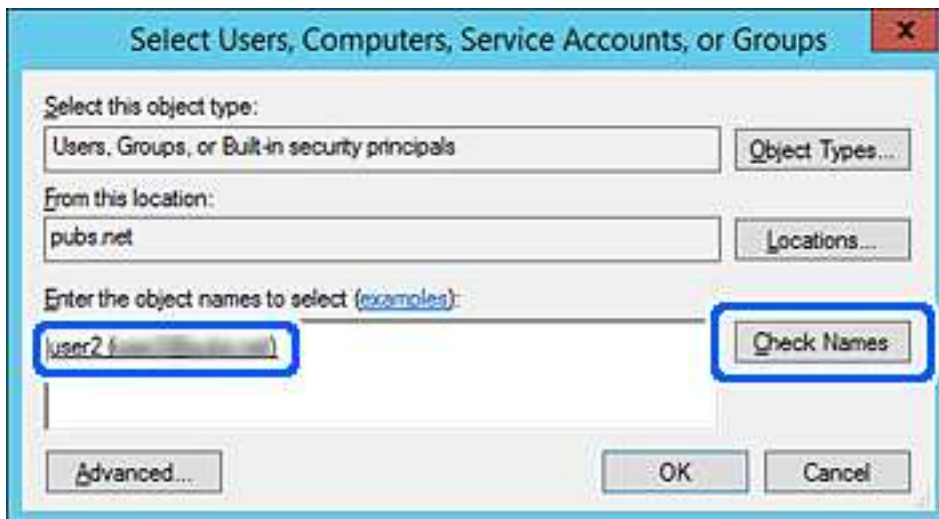 Select Users, Computers, Service Accounts, or Groups
Select this object type:
Users, Groups, or Built-in security principals
Object Types...
From this location:
pubs.net
Locations...
Enter the object names to select (examples):
user2
Check Names
Advanced...
OK
Cancel